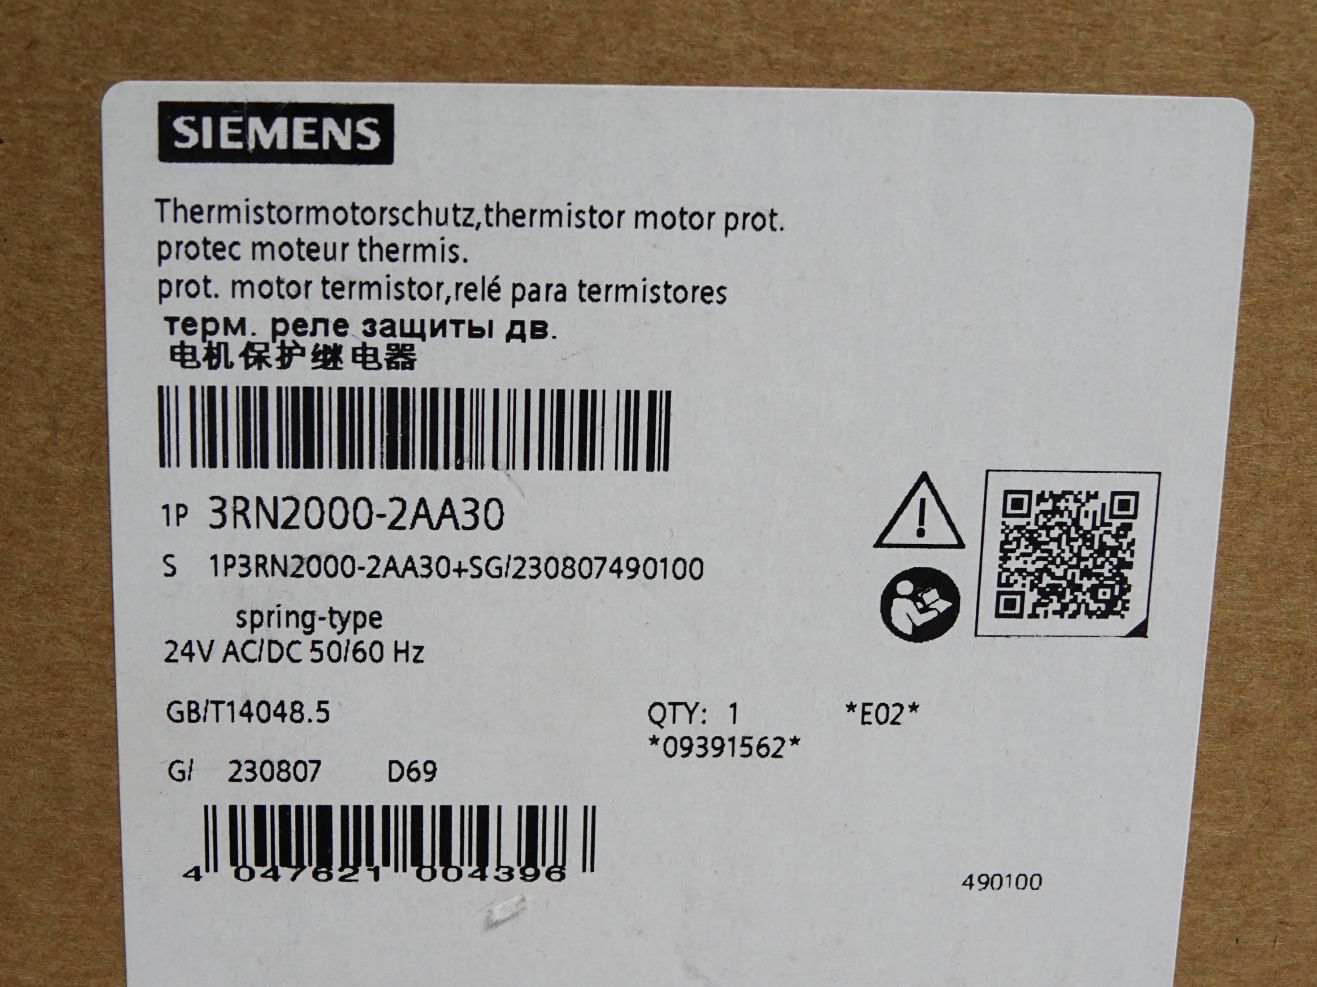 SIEMENS
Thermistormotorschutz,thermistor motor prot.
protec moteur thermis.
prot. motor termistor,relé para termistores
терм. реле защиты дв.
电机保护继电器
1P 3RN2000-2AA30
S 1P3RN2000-2AA30+SG/230807490100
spring-type
24V AC/DC 50/60 Hz
GB/T14048.5
QTY: 1 *E02*
*09391562*
G/ 230807 D69
4 047621 004396
490100